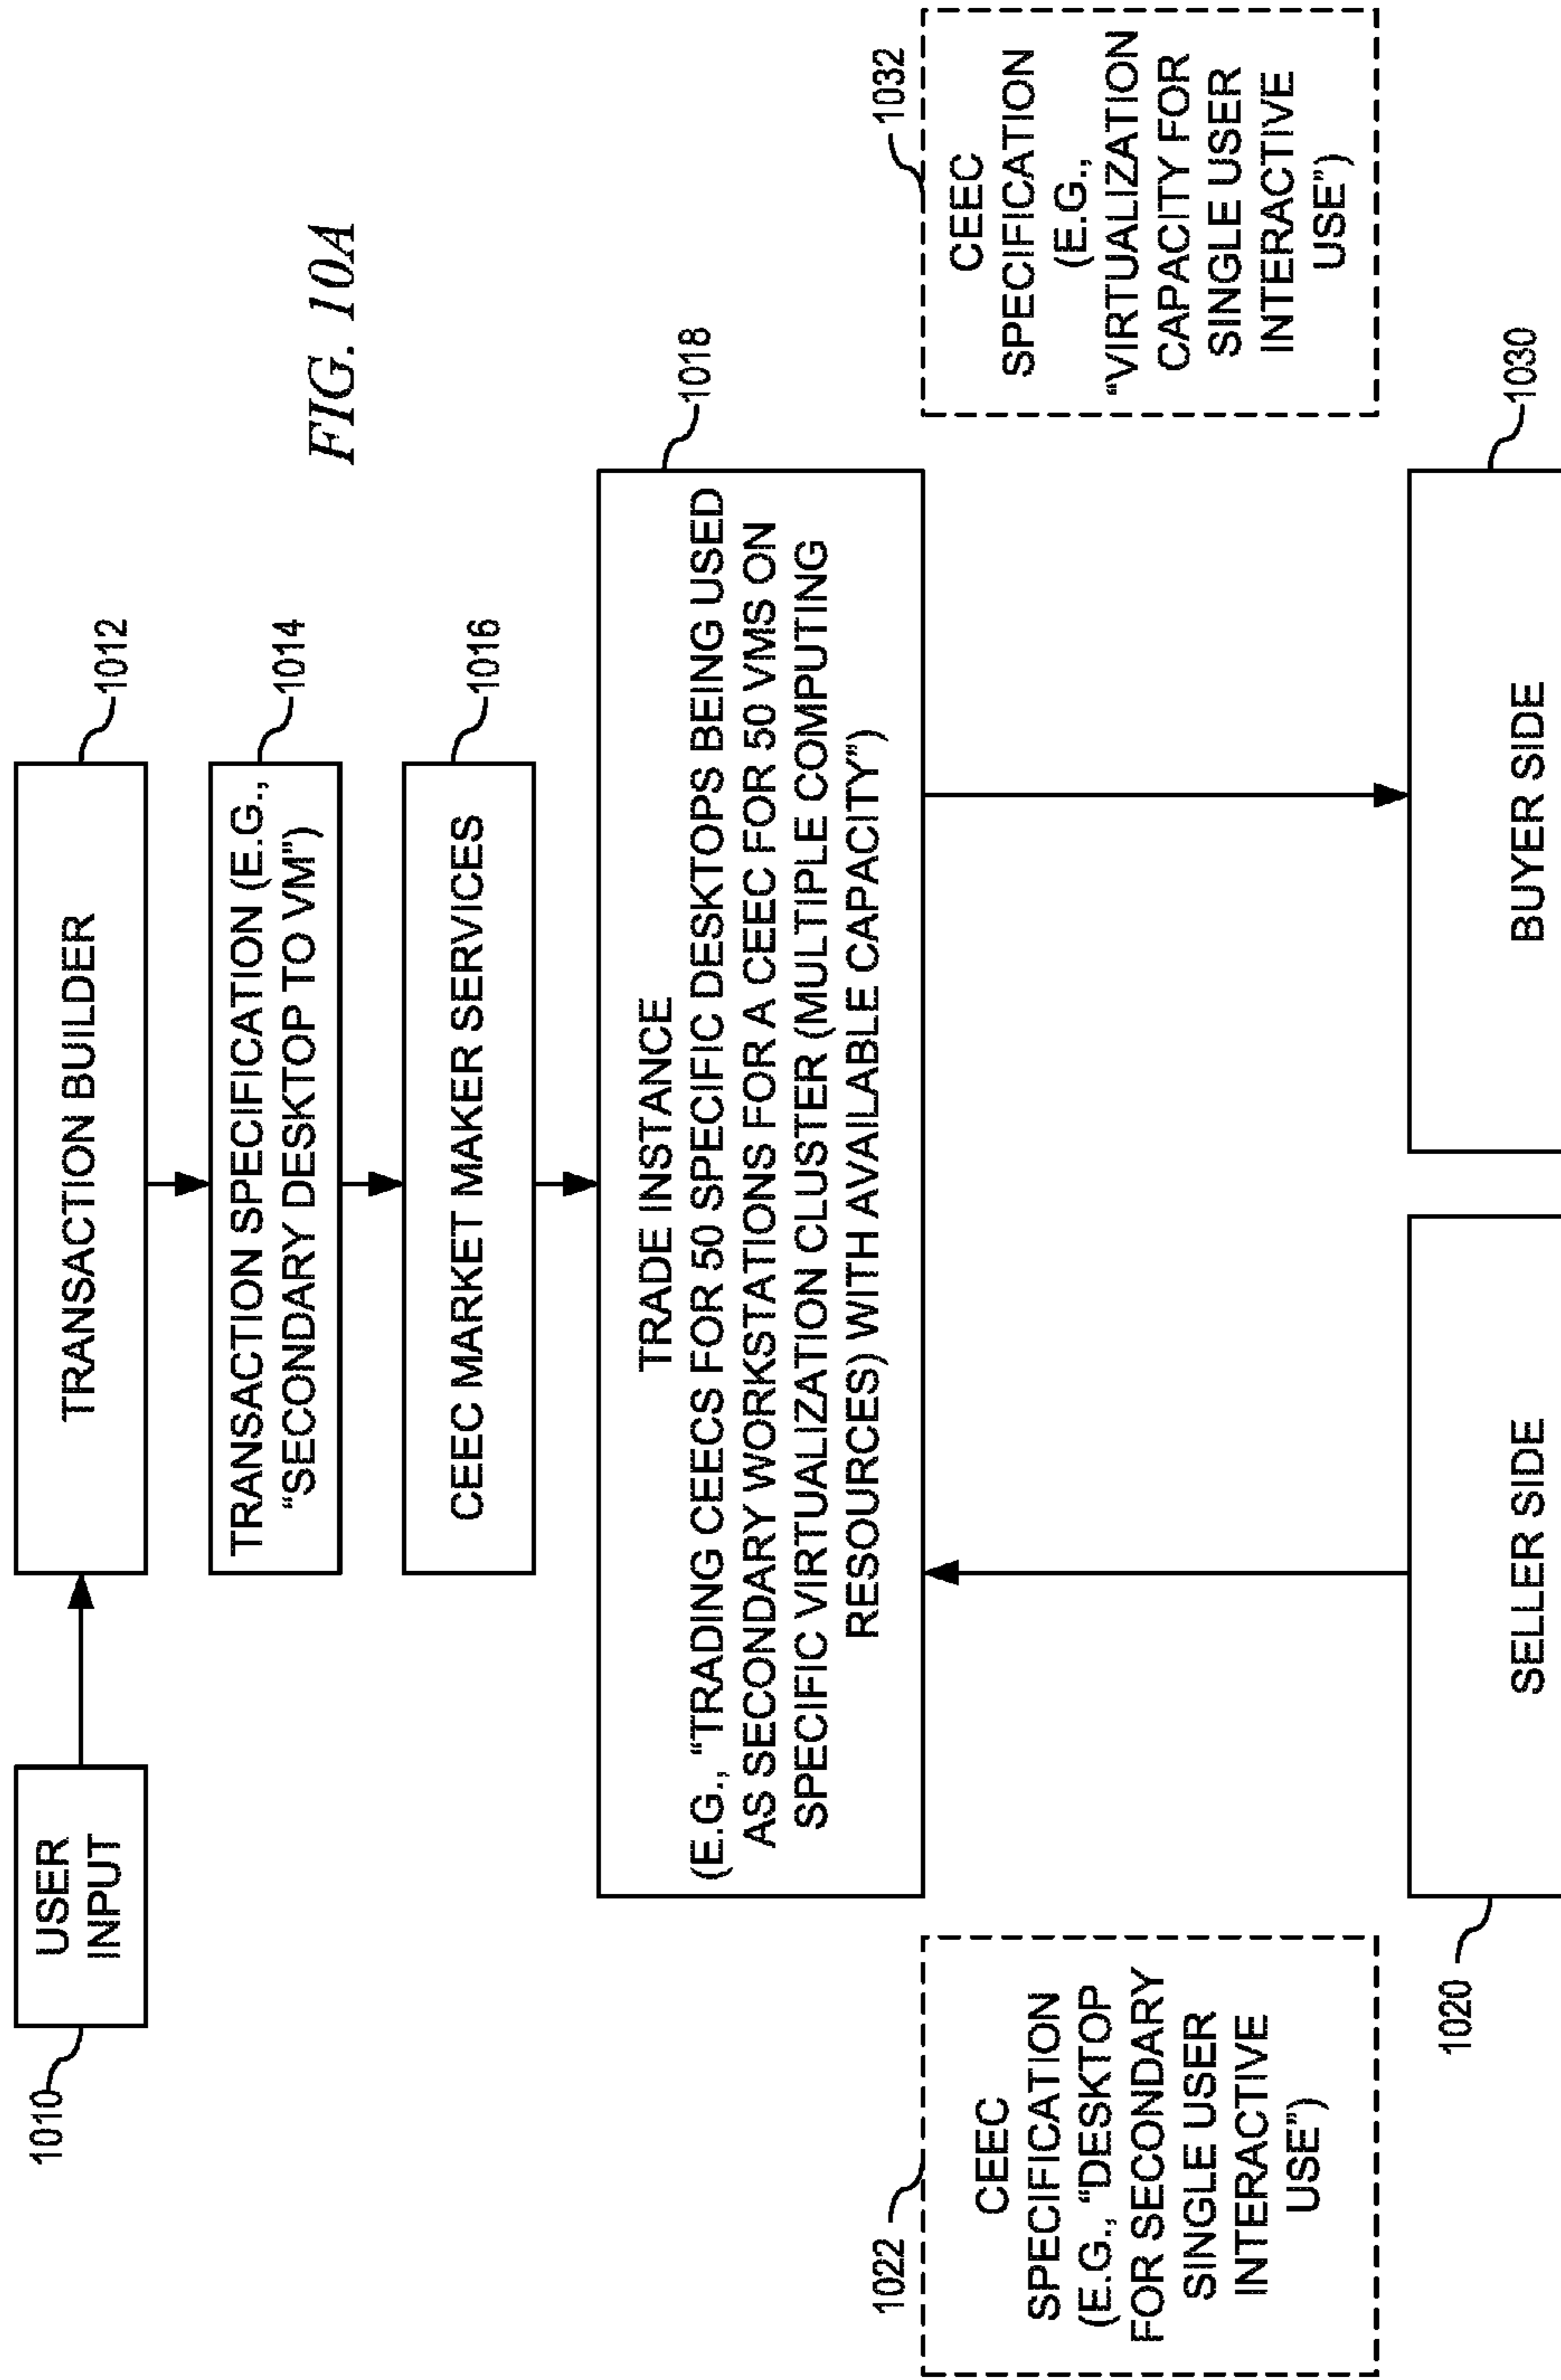 FIG. 10A
1010
USER
INPUT
TRANSACTION BUILDER
1012
TRANSACTION SPECIFICATION (E.G.,
“SECONDARY DESKTOP TO VM”)
1014
CEEC MARKET MAKER SERVICES
1016
TRADE INSTANCE
(E.G., “TRADING CEECS FOR 50 SPECIFIC DESKTOPS BEING USED
AS SECONDARY WORKSTATIONS FOR A CEEC FOR 50 VMS ON
SPECIFIC VIRTUALIZATION CLUSTER (MULTIPLE COMPUTING
RESOURCES) WITH AVAILABLE CAPACITY”)
1018
1022
CEEC
SPECIFICATION
(E.G., “DESKTOP
FOR SECONDARY
SINGLE USER
INTERACTIVE
USE”)
1032
CEEC
SPECIFICATION
(E.G.,
“VIRTUALIZATION
CAPACITY FOR
SINGLE USER
INTERACTIVE
USE”)
1020
SELLER SIDE
BUYER SIDE
1030